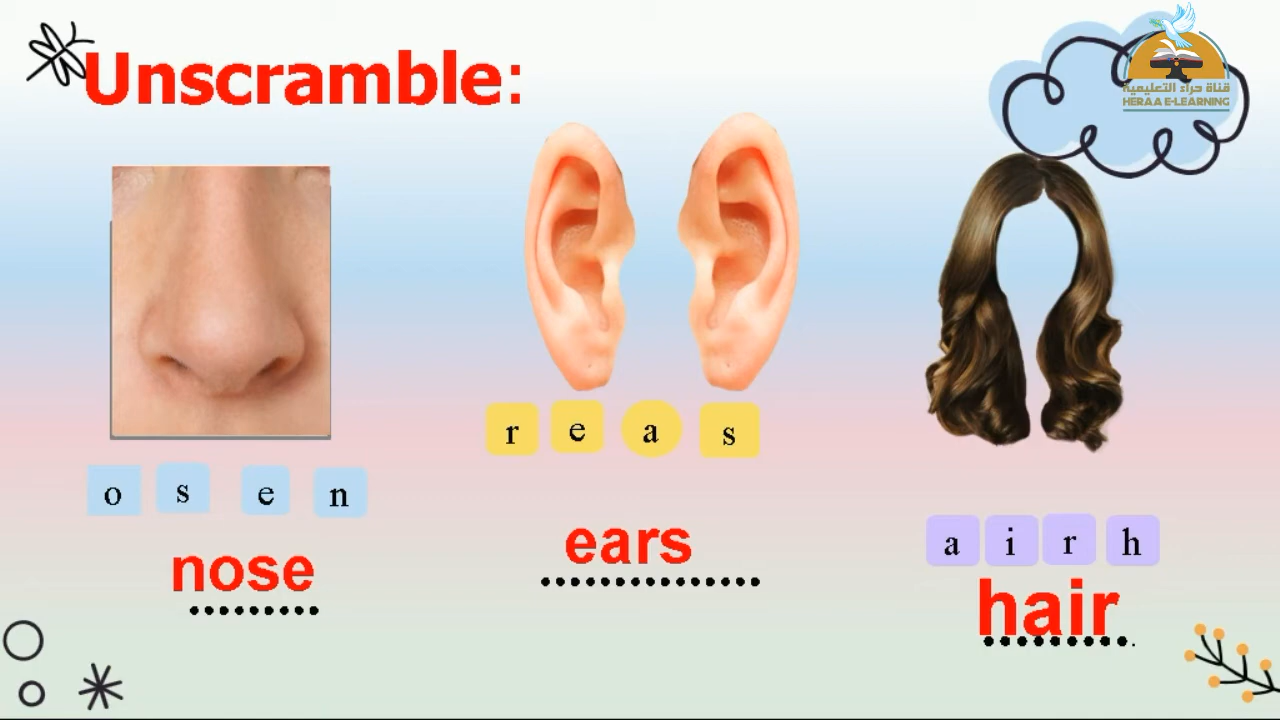 Unscramble:
قناة حراء التعليمية
HERAA E-LEARNING
o s e n
nose
r e a s
ears
a i r h
hair